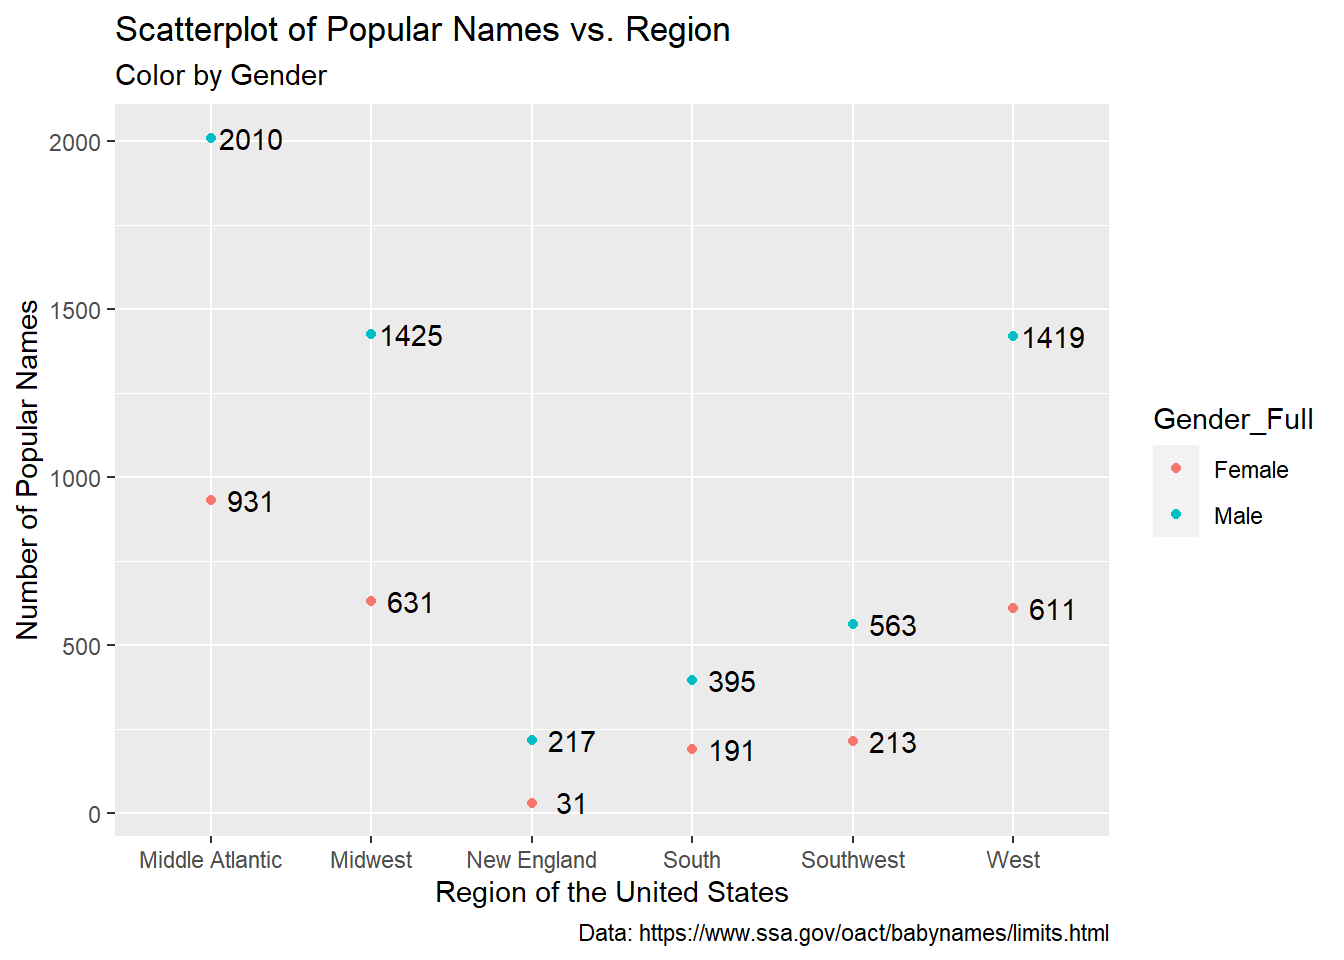 Scatterplot of Popular Names vs. Region
Color by Gender
Number of Popular Names
2000
1500
1000
500
0
2010
931
1425
631
217
31
395
191
563
213
1419
611
Middle Atlantic
Midwest
New England
South
Southwest
West
Region of the United States
Gender_Full
Female
Male
Data: https://www.ssa.gov/oact/babynames/limits.html